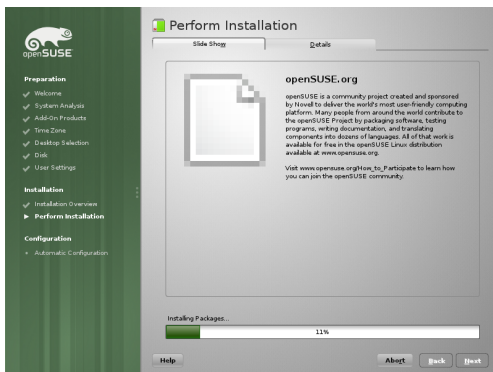 openSUSE
Preparation
Welcome
System Analysis
Add-On Products
Time Zone
Desktop Selection
Disk
User Settings
Installation
Installation Overview
Perform Installation
Configuration
Automatic Configuration
Perform Installation
Slide Show
Details
openSUSE.org
openSUSE is a community project created and sponsored
by Novell to deliver the world's most user-friendly computing
platform. Many people from around the world contribute to
the openSUSE Project by packaging software, testing
programs, writing documentation, and translating
components into dozens of languages. All of that work is
available for free in the openSUSE Linux distribution
available at www.opensuse.org.
Visit www.opensuse.org/How_to_Participate to learn how
you can join the openSUSE community.
Installing Packages...
11%
Help
Abort
Back
Next